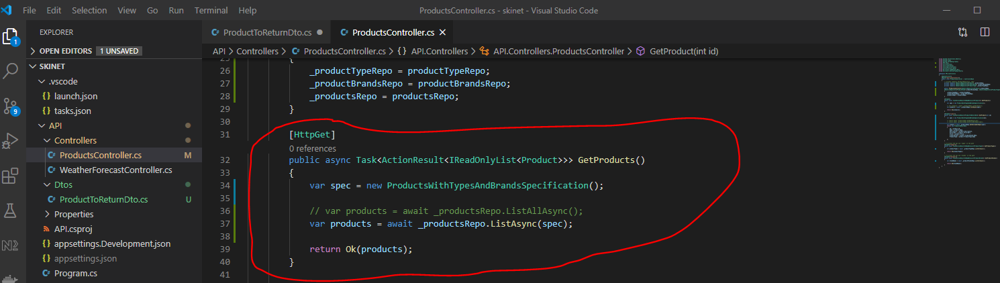 File Edit Selection View Go Run Terminal Help ProductsController.cs - skinet - Visual Studio Code
EXPLORER
OPEN EDITORS 1 UNSAVED
SKINET
.vscode
launch.json
tasks.json
API
Controllers
ProductsController.cs M
WeatherForecastController.cs
Dtos
ProductToReturnDto.cs U
Properties
API.csproj
appsettings.Development.json
appsettings.json
Program.cs
1
9
ProductToReturnDto.cs ProductsController.cs
API > Controllers > ProductsController.cs > {} API.Controllers > API.Controllers.ProductsController > GetProduct(int id)
25 {
26 _productTypeRepo = productTypeRepo;
27 _productBrandsRepo = productBrandsRepo;
28 _productsRepo = productsRepo;
29 }
30
31 [HttpGet]
0 references
32 public async Task<ActionResult<IReadOnlyList<Product>>> GetProducts()
33 {
34 var spec = new ProductsWithTypesAndBrandsSpecification();
35
36 // var products = await _productsRepo.ListAllAsync();
37 var products = await _productsRepo.ListAsync(spec);
38
39 return Ok(products);
40 }
41